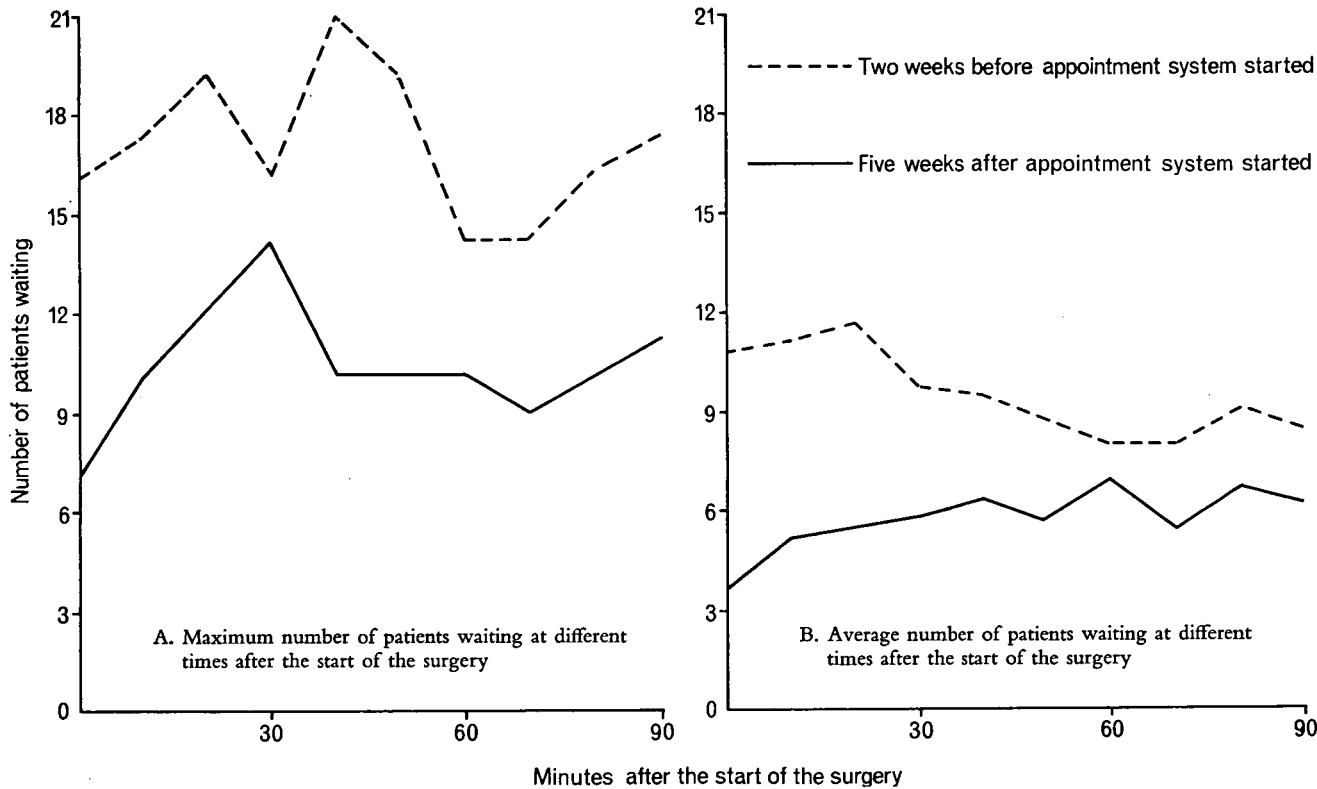 Number of patients waiting
21
18
15
12
9
6
3
0
30
60
90
A. Maximum number of patients waiting at different
times after the start of the surgery
21
18
15
12
9
6
3
0
30
60
90
Two weeks before appointment system started
Five weeks after appointment system started
B. Average number of patients waiting at different
times after the start of the surgery
Minutes after the start of the surgery